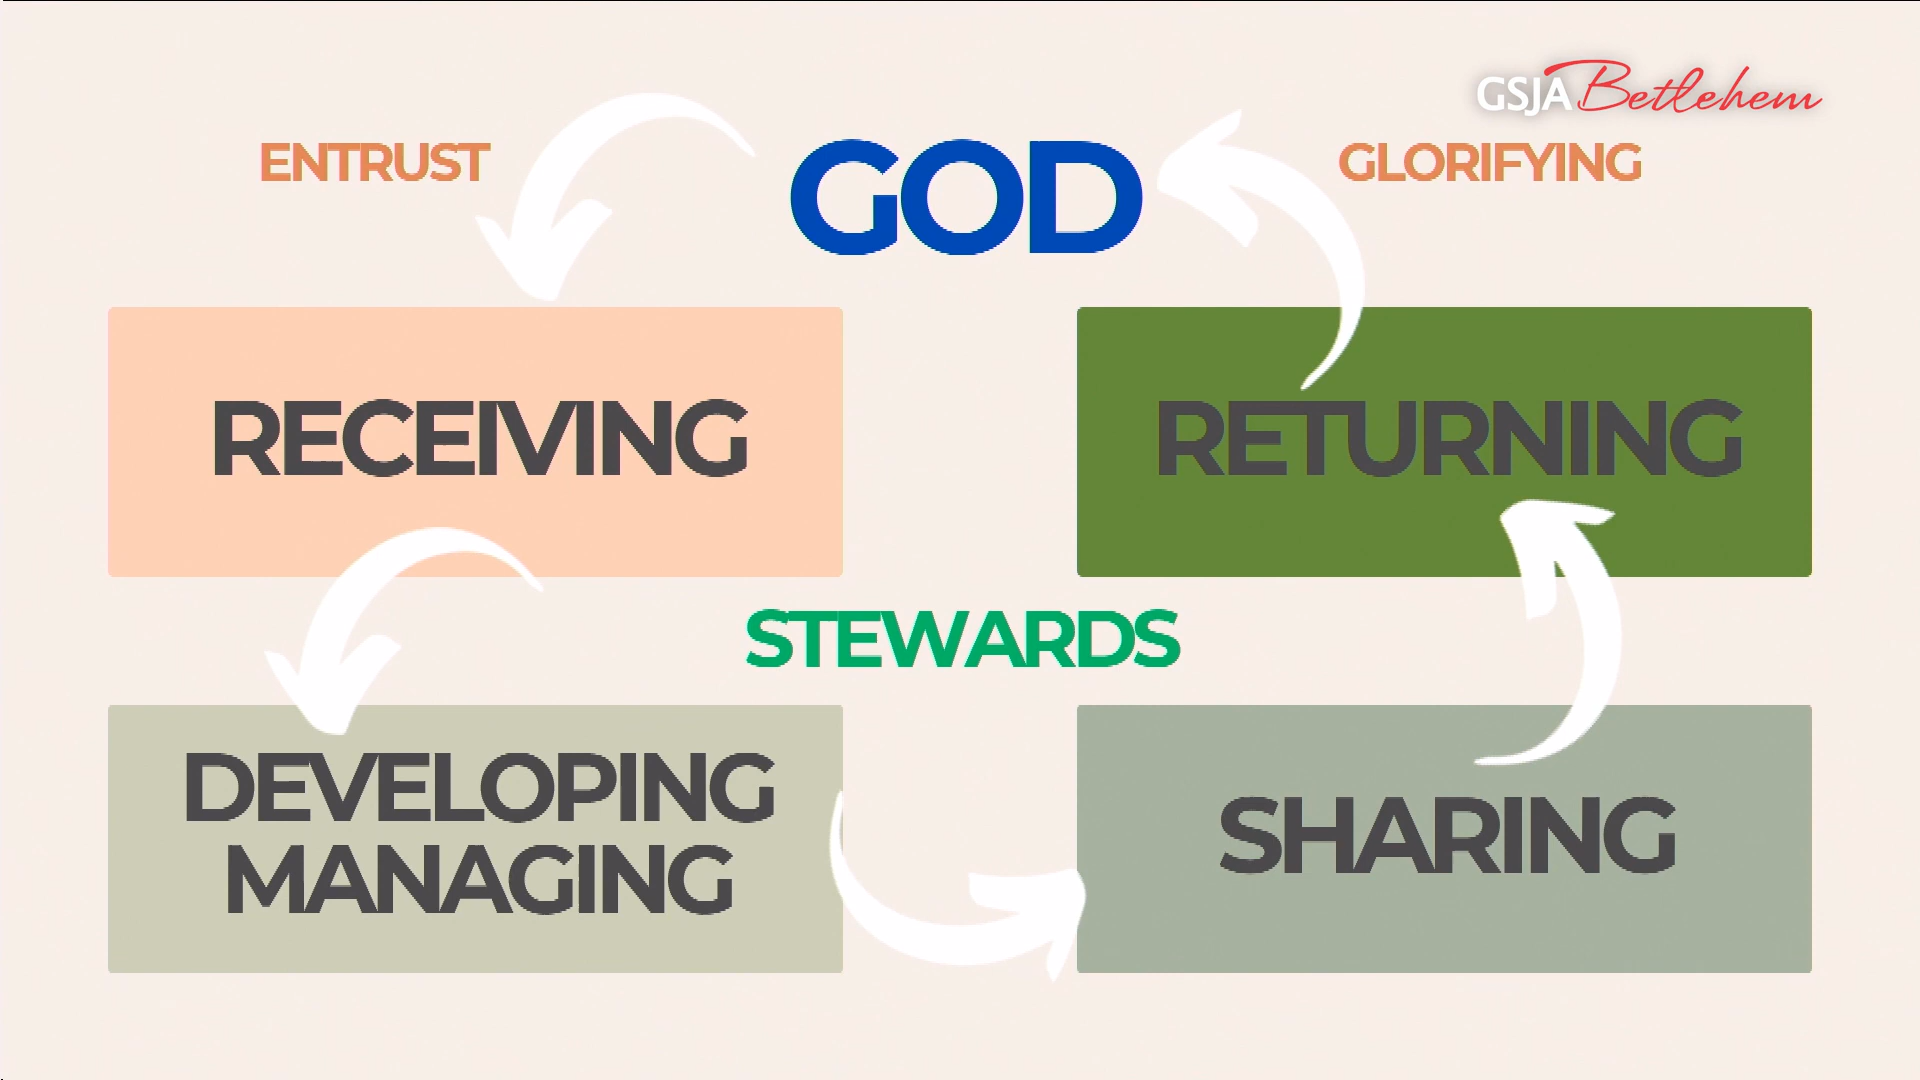 GSJA Betlehem
ENTRUST
GOD
GLORIFYING
RECEIVING
RETURNING
STEWARDS
DEVELOPING
MANAGING
SHARING